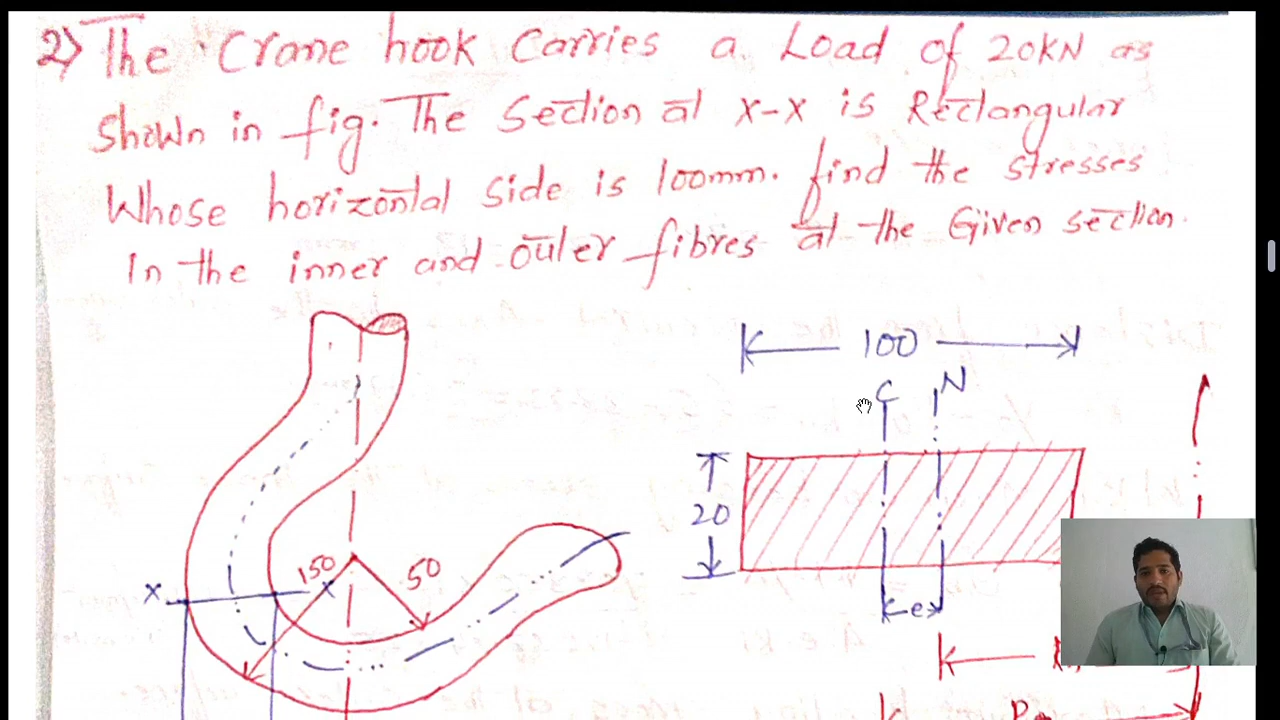 2) The Crane hook Carries a Load of 20kN as
shown in fig. The section at x-x is Rectangular
Whose horizontal side is 100mm. find the stresses
In the inner and outer fibres at the Given section.
100
C N
20
150 50
X X
e